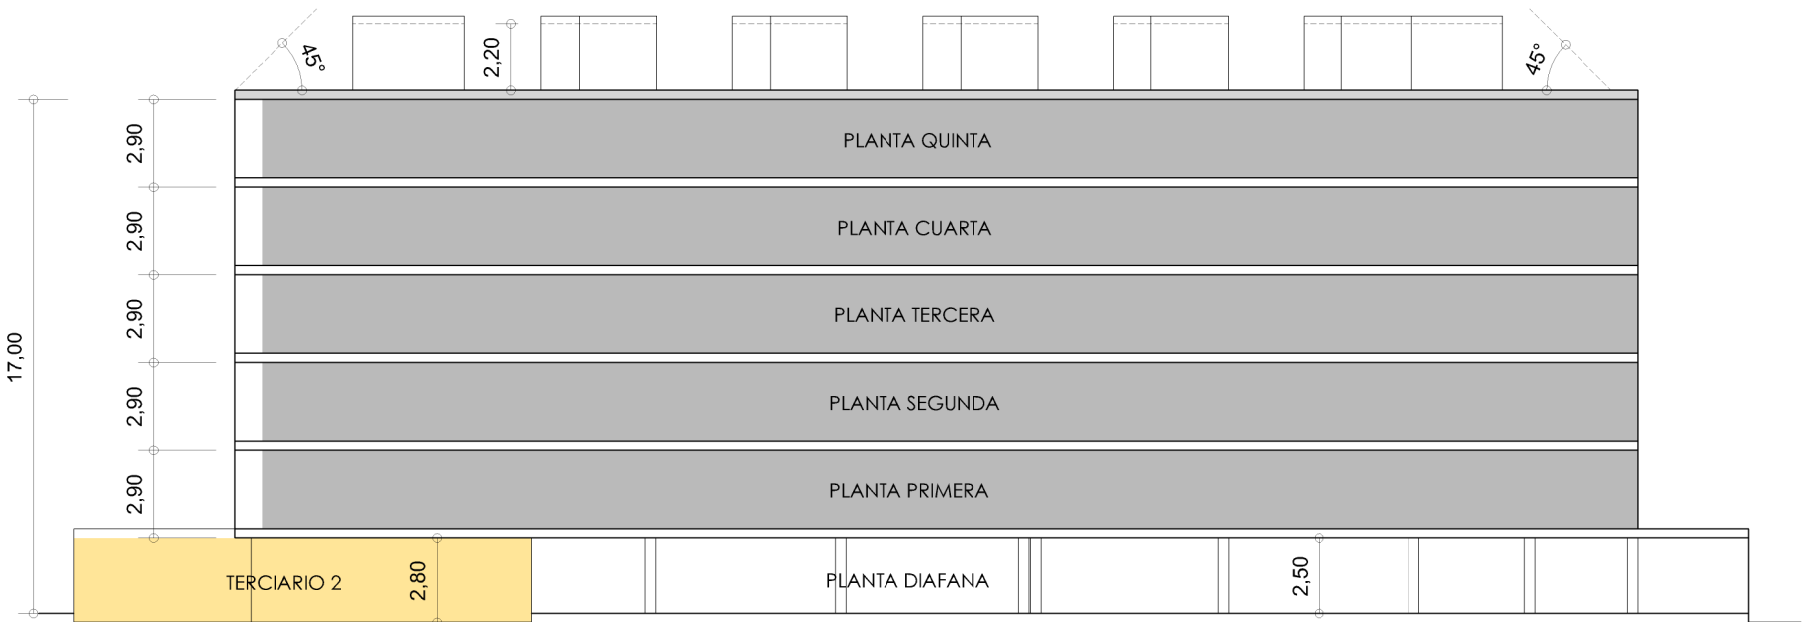 45°
2,20
45°
2,90
PLANTA QUINTA
2,90
PLANTA CUARTA
2,90
PLANTA TERCERA
17,00
2,90
PLANTA SEGUNDA
2,90
PLANTA PRIMERA
TERCIARIO 2
2,80
PLANTA DIAFANA
2,50